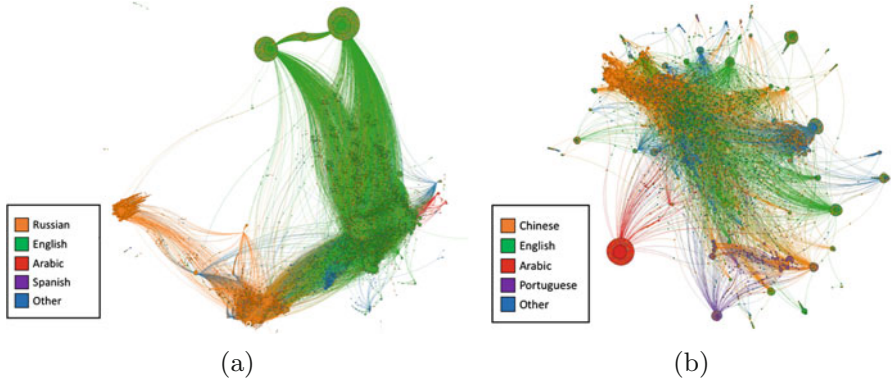 Russian
English
Arabic
Spanish
Other
(a)
Chinese
English
Arabic
Portuguese
Other
(b)